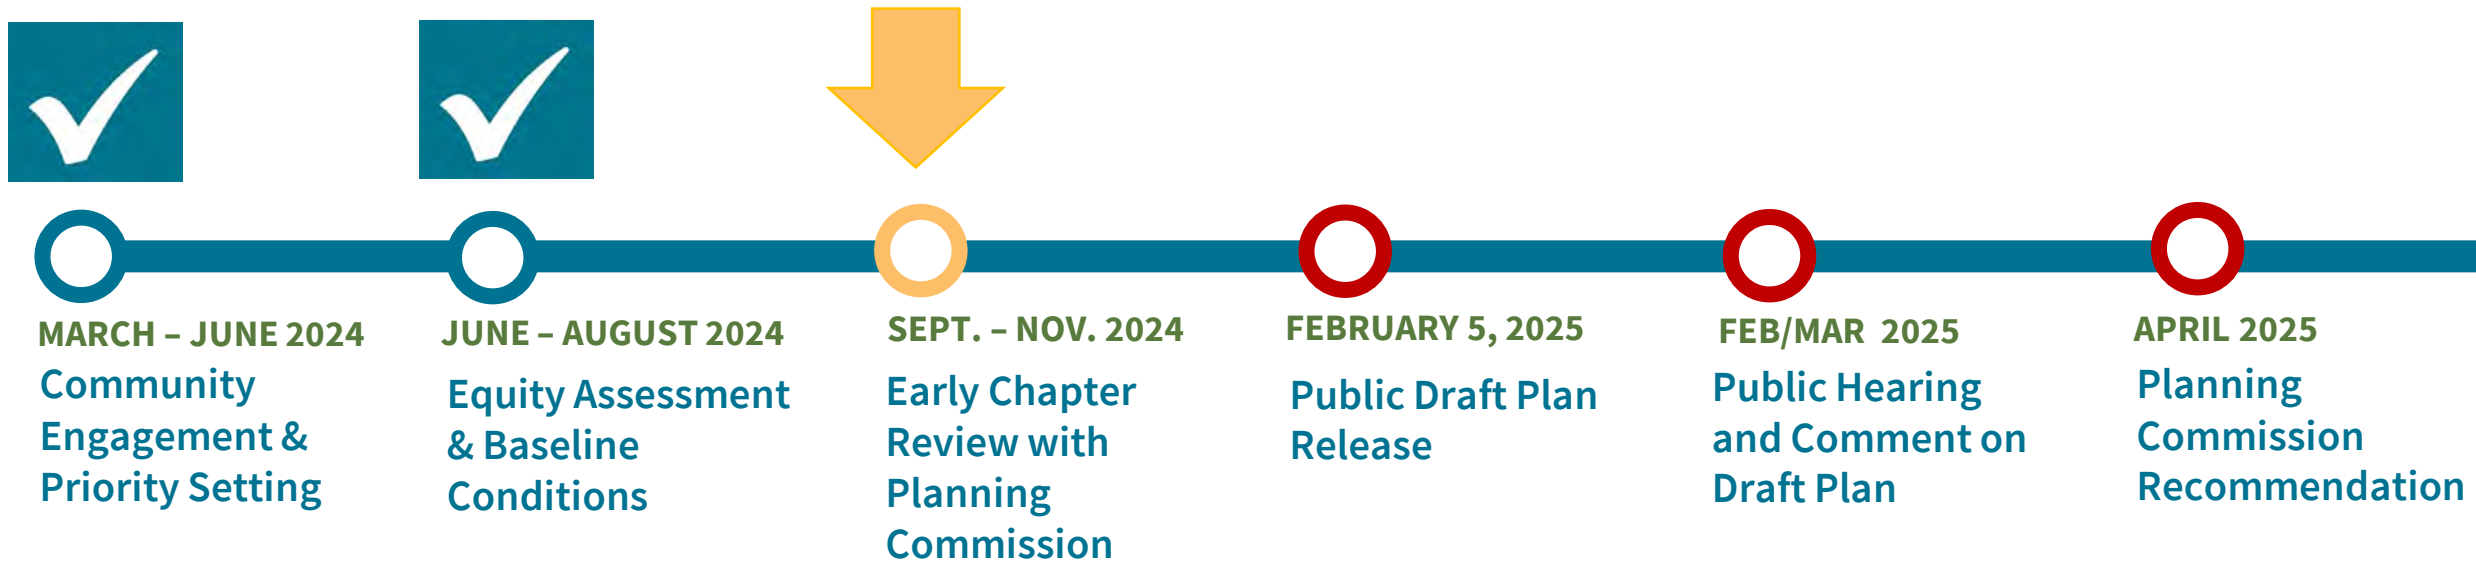 MARCH – JUNE 2024
Community
Engagement &
Priority Setting
JUNE – AUGUST 2024
Equity Assessment
& Baseline
Conditions
SEPT. – NOV. 2024
Early Chapter
Review with
Planning
Commission
FEBRUARY 5, 2025
Public Draft Plan
Release
FEB/MAR 2025
Public Hearing
and Comment on
Draft Plan
APRIL 2025
Planning
Commission
Recommendation